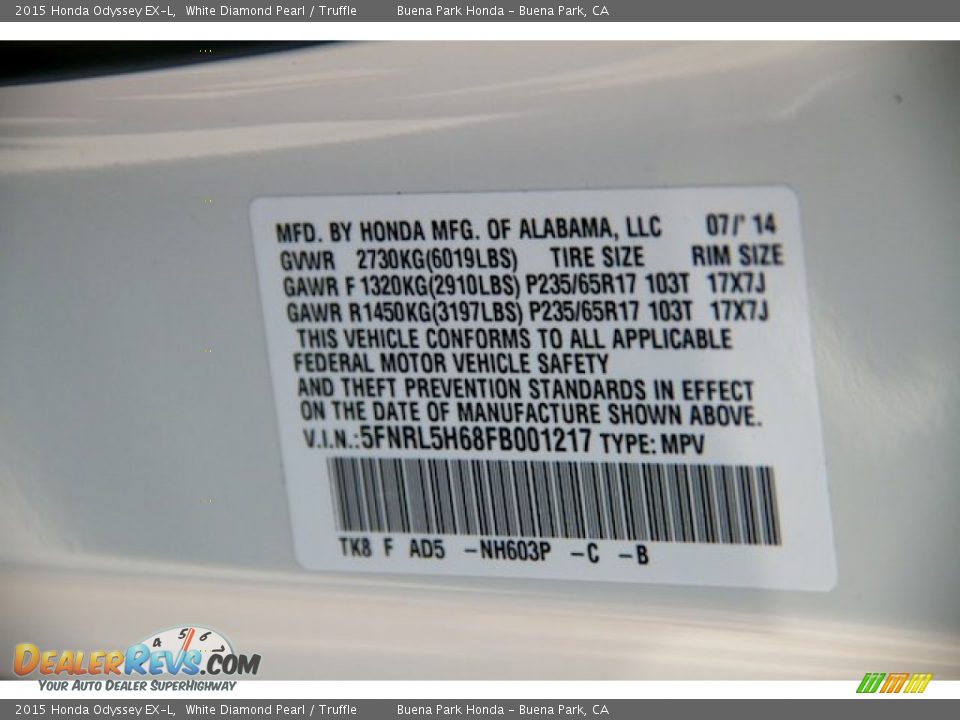 2015 Honda Odyssey EX-L, White Diamond Pearl / Truffle Buena Park Honda - Buena Park, CA
MFD. BY HONDA MFG. OF ALABAMA, LLC 07/' 14
GVWR 2730KG(6019LBS) TIRE SIZE RIM SIZE
GAWR F 1320KG(2910LBS) P235/65R17 103T 17X7J
GAWR R1450KG(3197LBS) P235/65R17 103T 17X7J
THIS VEHICLE CONFORMS TO ALL APPLICABLE
FEDERAL MOTOR VEHICLE SAFETY
AND THEFT PREVENTION STANDARDS IN EFFECT
ON THE DATE OF MANUFACTURE SHOWN ABOVE.
V.I.N.:5FNRL5H68FB001217 TYPE: MPV
TK8 F AD5 -NH603P -C -B
4 5 6 7
DEALERREVS.COM
YOUR AUTO DEALER SUPERHIGHWAY
2015 Honda Odyssey EX-L, White Diamond Pearl / Truffle Buena Park Honda - Buena Park, CA